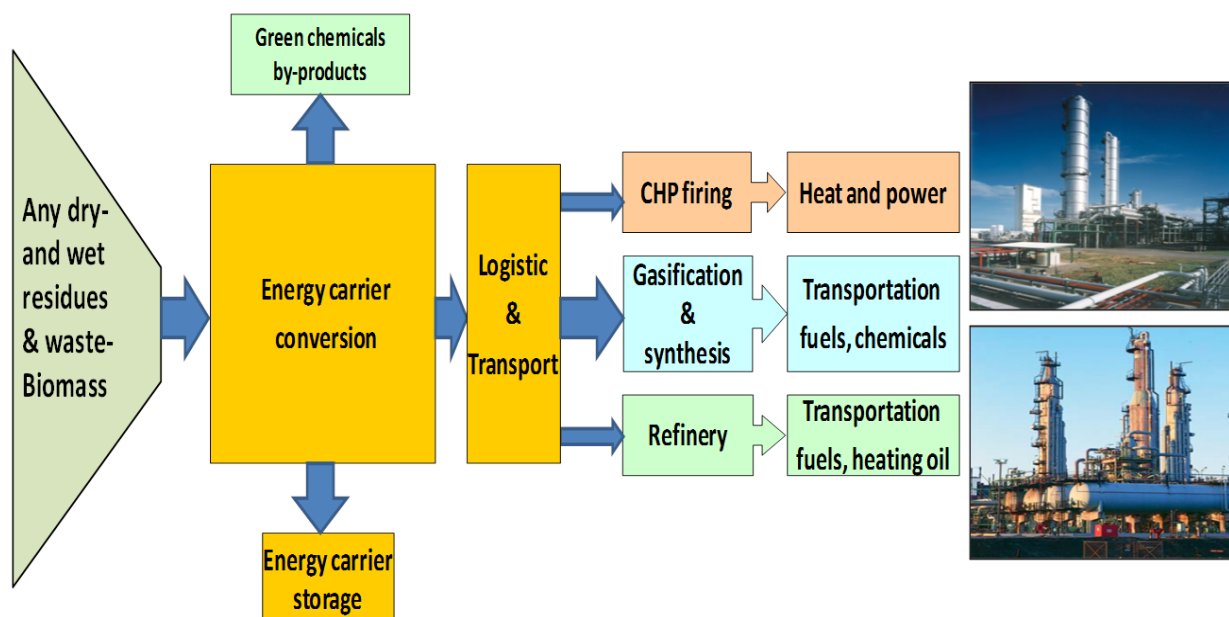 Green chemicals
by-products
Any dry-
and wet
residues
& waste-
Biomass
Energy carrier
conversion
Energy carrier
storage
Logistic
&
Transport
CHP firing
Heat and power
Gasification
&
synthesis
Transportation
fuels, chemicals
Refinery
Transportation
fuels, heating oil